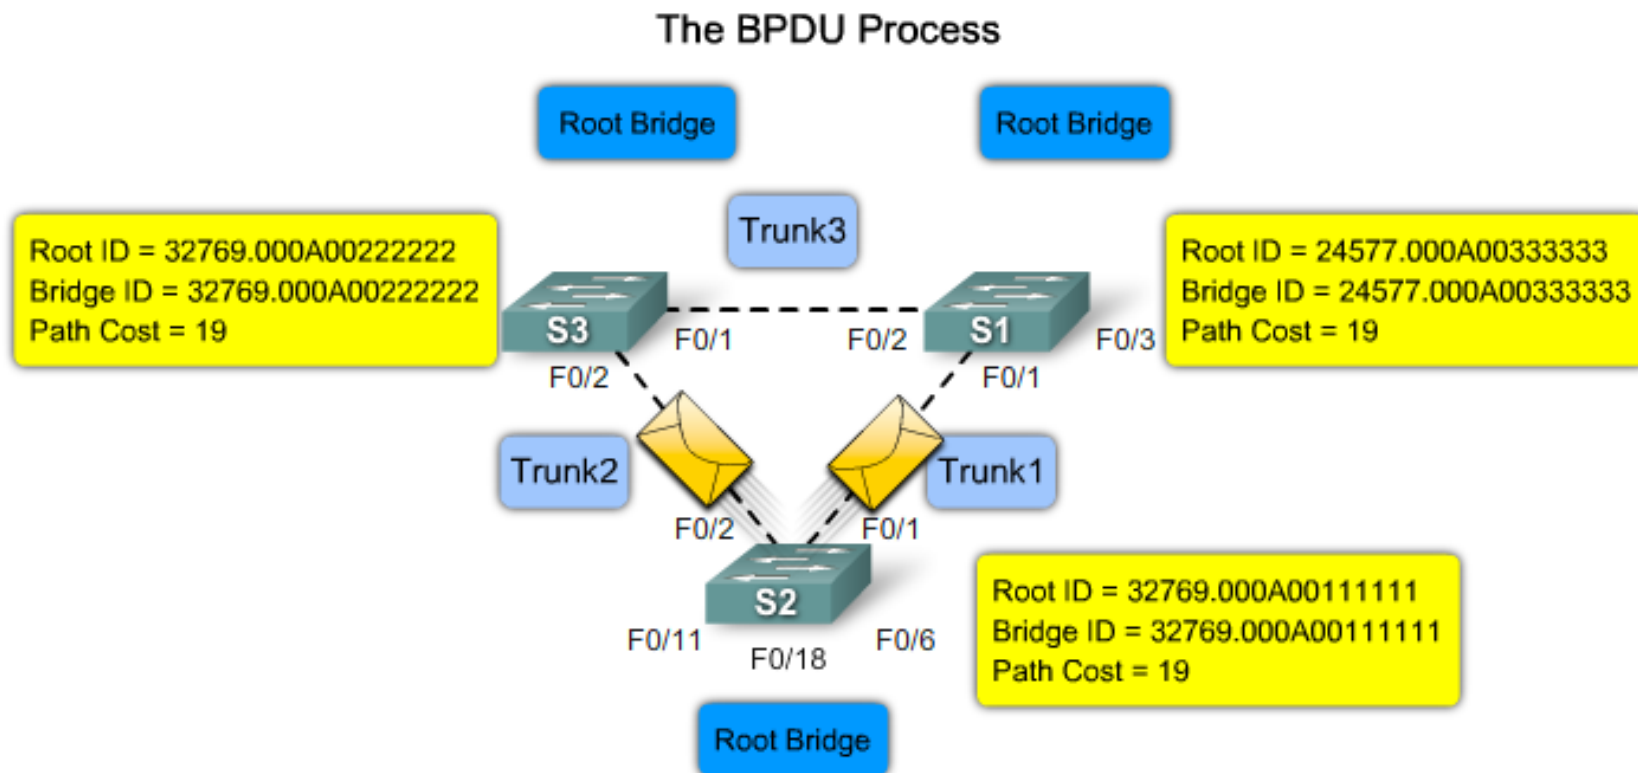 The BPDU Process
Root Bridge
Root Bridge
Trunk3
Root ID = 32769.000A00222222
Bridge ID = 32769.000A00222222
Path Cost = 19
Root ID = 24577.000A00333333
Bridge ID = 24577.000A00333333
Path Cost = 19
S3
F0/1
F0/2
S1
F0/3
F0/2
F0/1
Trunk2
Trunk1
F0/2
F0/1
S2
F0/11
F0/18
F0/6
Root ID = 32769.000A00111111
Bridge ID = 32769.000A00111111
Path Cost = 19
Root Bridge